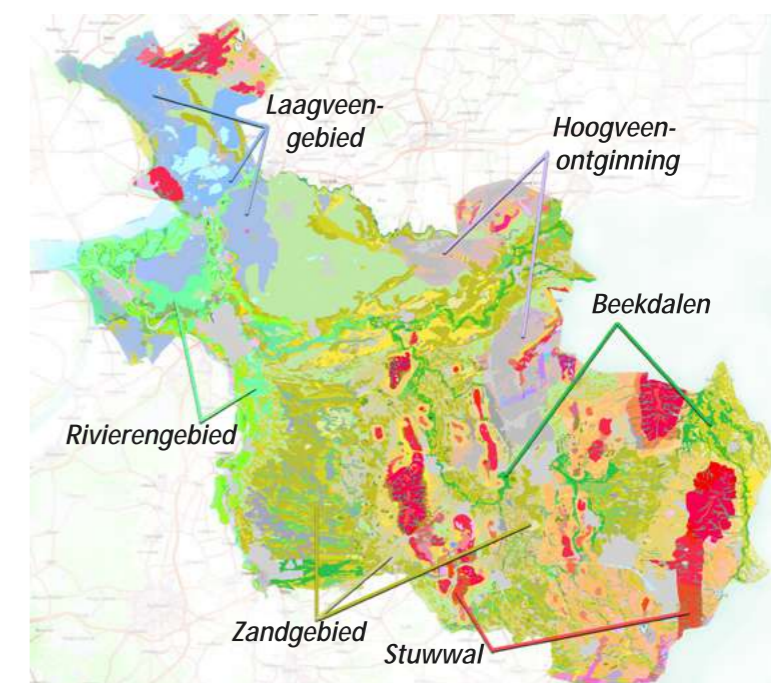 Laagveen-
gebied
Hoogveen-
ontginning
Beekdalen
Rivierengebied
Zandgebied
Stuwwal